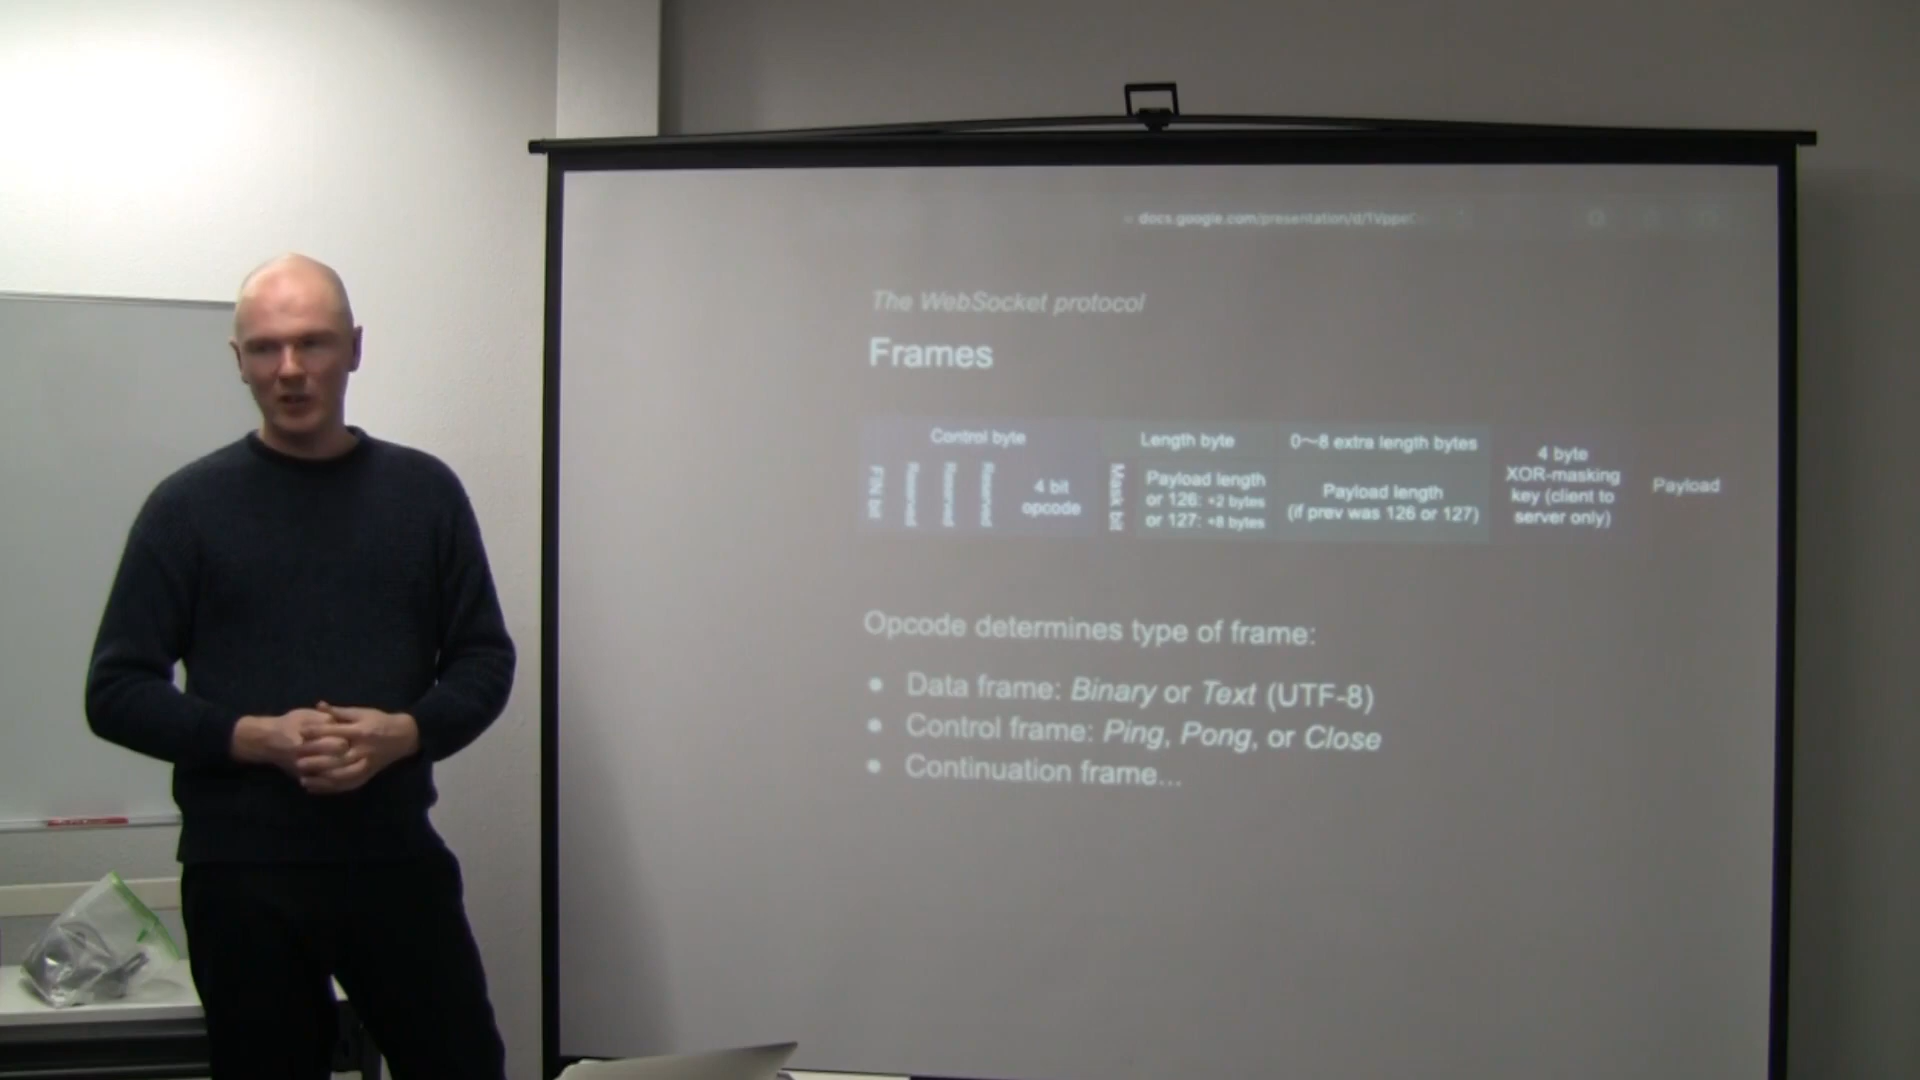 docs.google.com/presentation/d/1Vppe
The WebSocket protocol
Frames
Control byte
FIN bit
Reserved
Reserved
Reserved
4 bit
opcode
Length byte
Mask bit
Payload length
or 126: +2 bytes
or 127: +8 bytes
0～8 extra length bytes
Payload length
(if prev was 126 or 127)
4 byte
XOR-masking
key (client to
server only)
Payload
Opcode determines type of frame:
• Data frame: Binary or Text (UTF-8)
• Control frame: Ping, Pong, or Close
• Continuation frame...